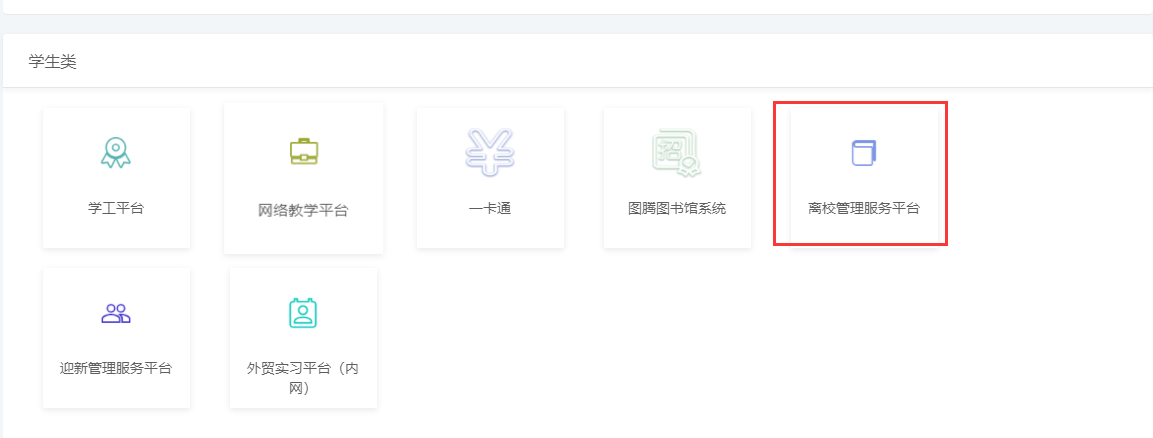 学生类
学工平台
网络教学平台
一卡通
招
图腾图书馆系统
离校管理服务平台
迎新管理服务平台
外贸实习平台（内
网）